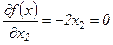 ∂f(x)/∂x₂ = −2x₂ = 0